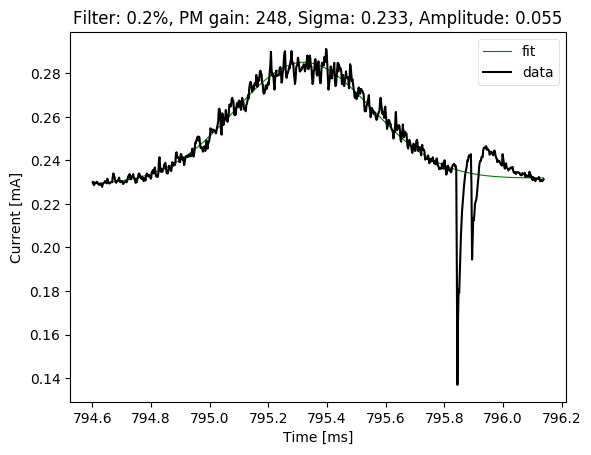 Filter: 0.2%, PM gain: 248, Sigma: 0.233, Amplitude: 0.055
fit
data
0.28
0.26
0.24
0.22
0.20
0.18
0.16
0.14
Current [mA]
794.6 794.8 795.0 795.2 795.4 795.6 795.8 796.0 796.2
Time [ms]